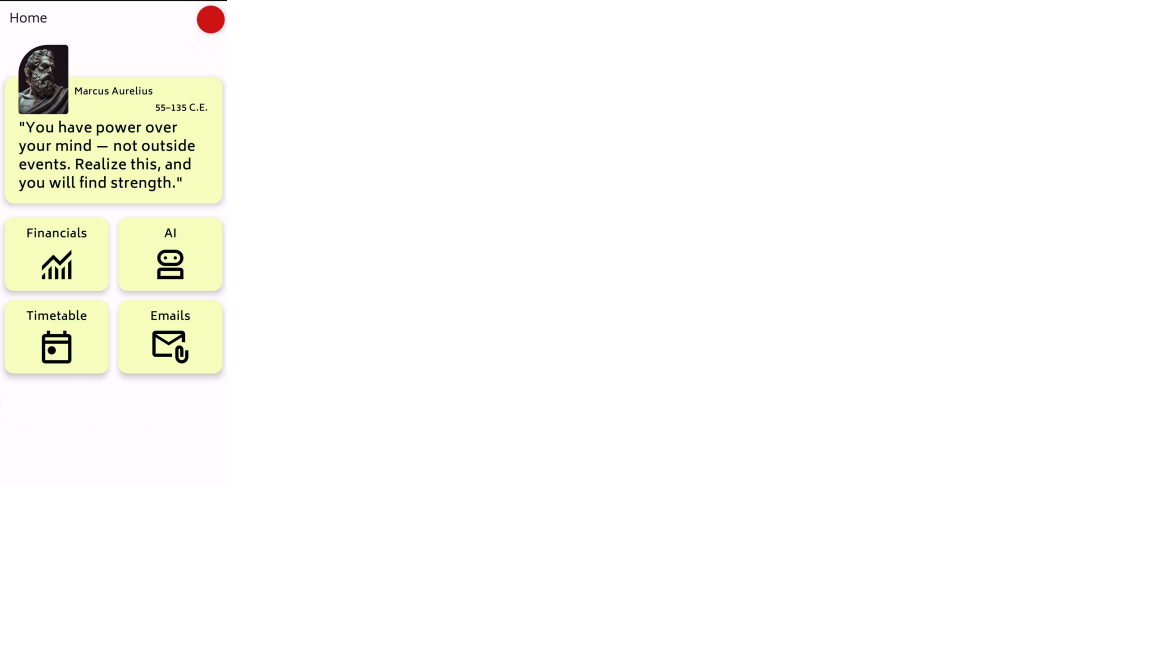 Home
Marcus Aurelius
55–135 C.E.
"You have power over
your mind — not outside
events. Realize this, and
you will find strength."
Financials
AI
Timetable
Emails